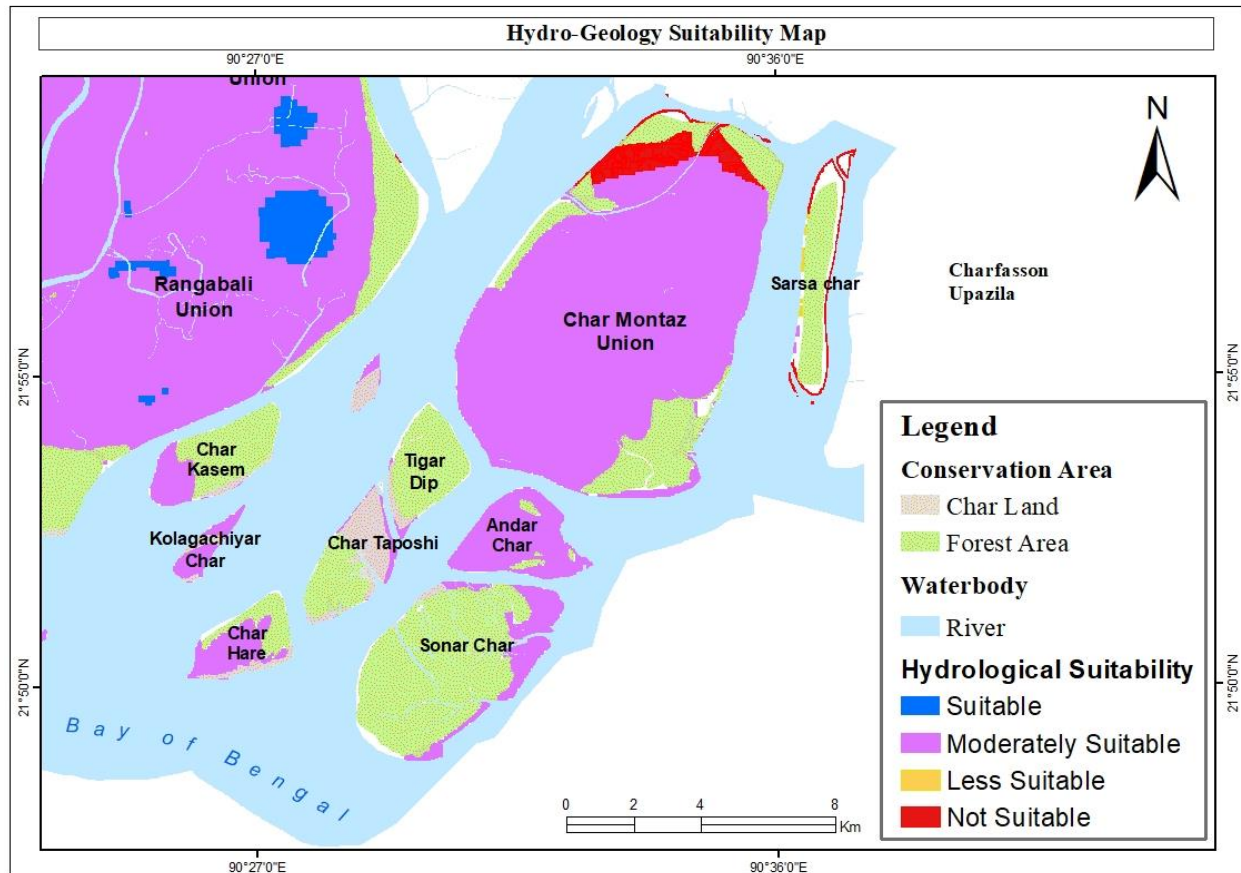 Hydro-Geology Suitability Map
90°27'0"E
90°36'0"E
Union
N
Rangabali
Union
Char Montaz
Union
Sarsa char
Charfasson
Upazila
21°55'0"N
21°55'0"N
Char
Kasem
Tigar
Dip
Kolagachiyar
Char
Char Taposhi
Andar
Char
Char
Hare
Sonar Char
21°50'0"N
21°50'0"N
Bay of Bengal
Legend
Conservation Area
Char Land
Forest Area
Waterbody
River
Hydrological Suitability
Suitable
Moderately Suitable
Less Suitable
Not Suitable
0 2 4 8
Km
90°27'0"E
90°36'0"E